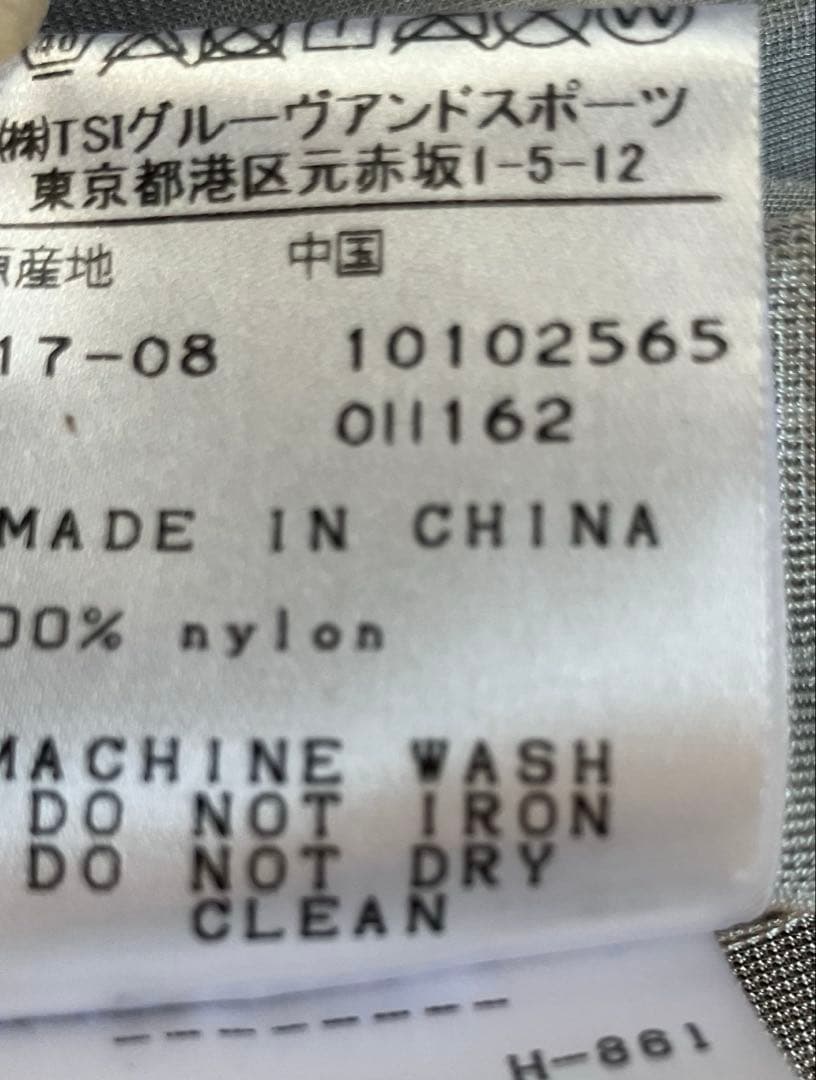 40
(株)TSIグルーヴアンドスポーツ
東京都港区元赤坂1-5-12
原産地 中国
17-08 10102565
011162
MADE IN CHINA
00% nylon
MACHINE WASH
DO NOT IRON
DO NOT DRY
CLEAN
--------
H-861